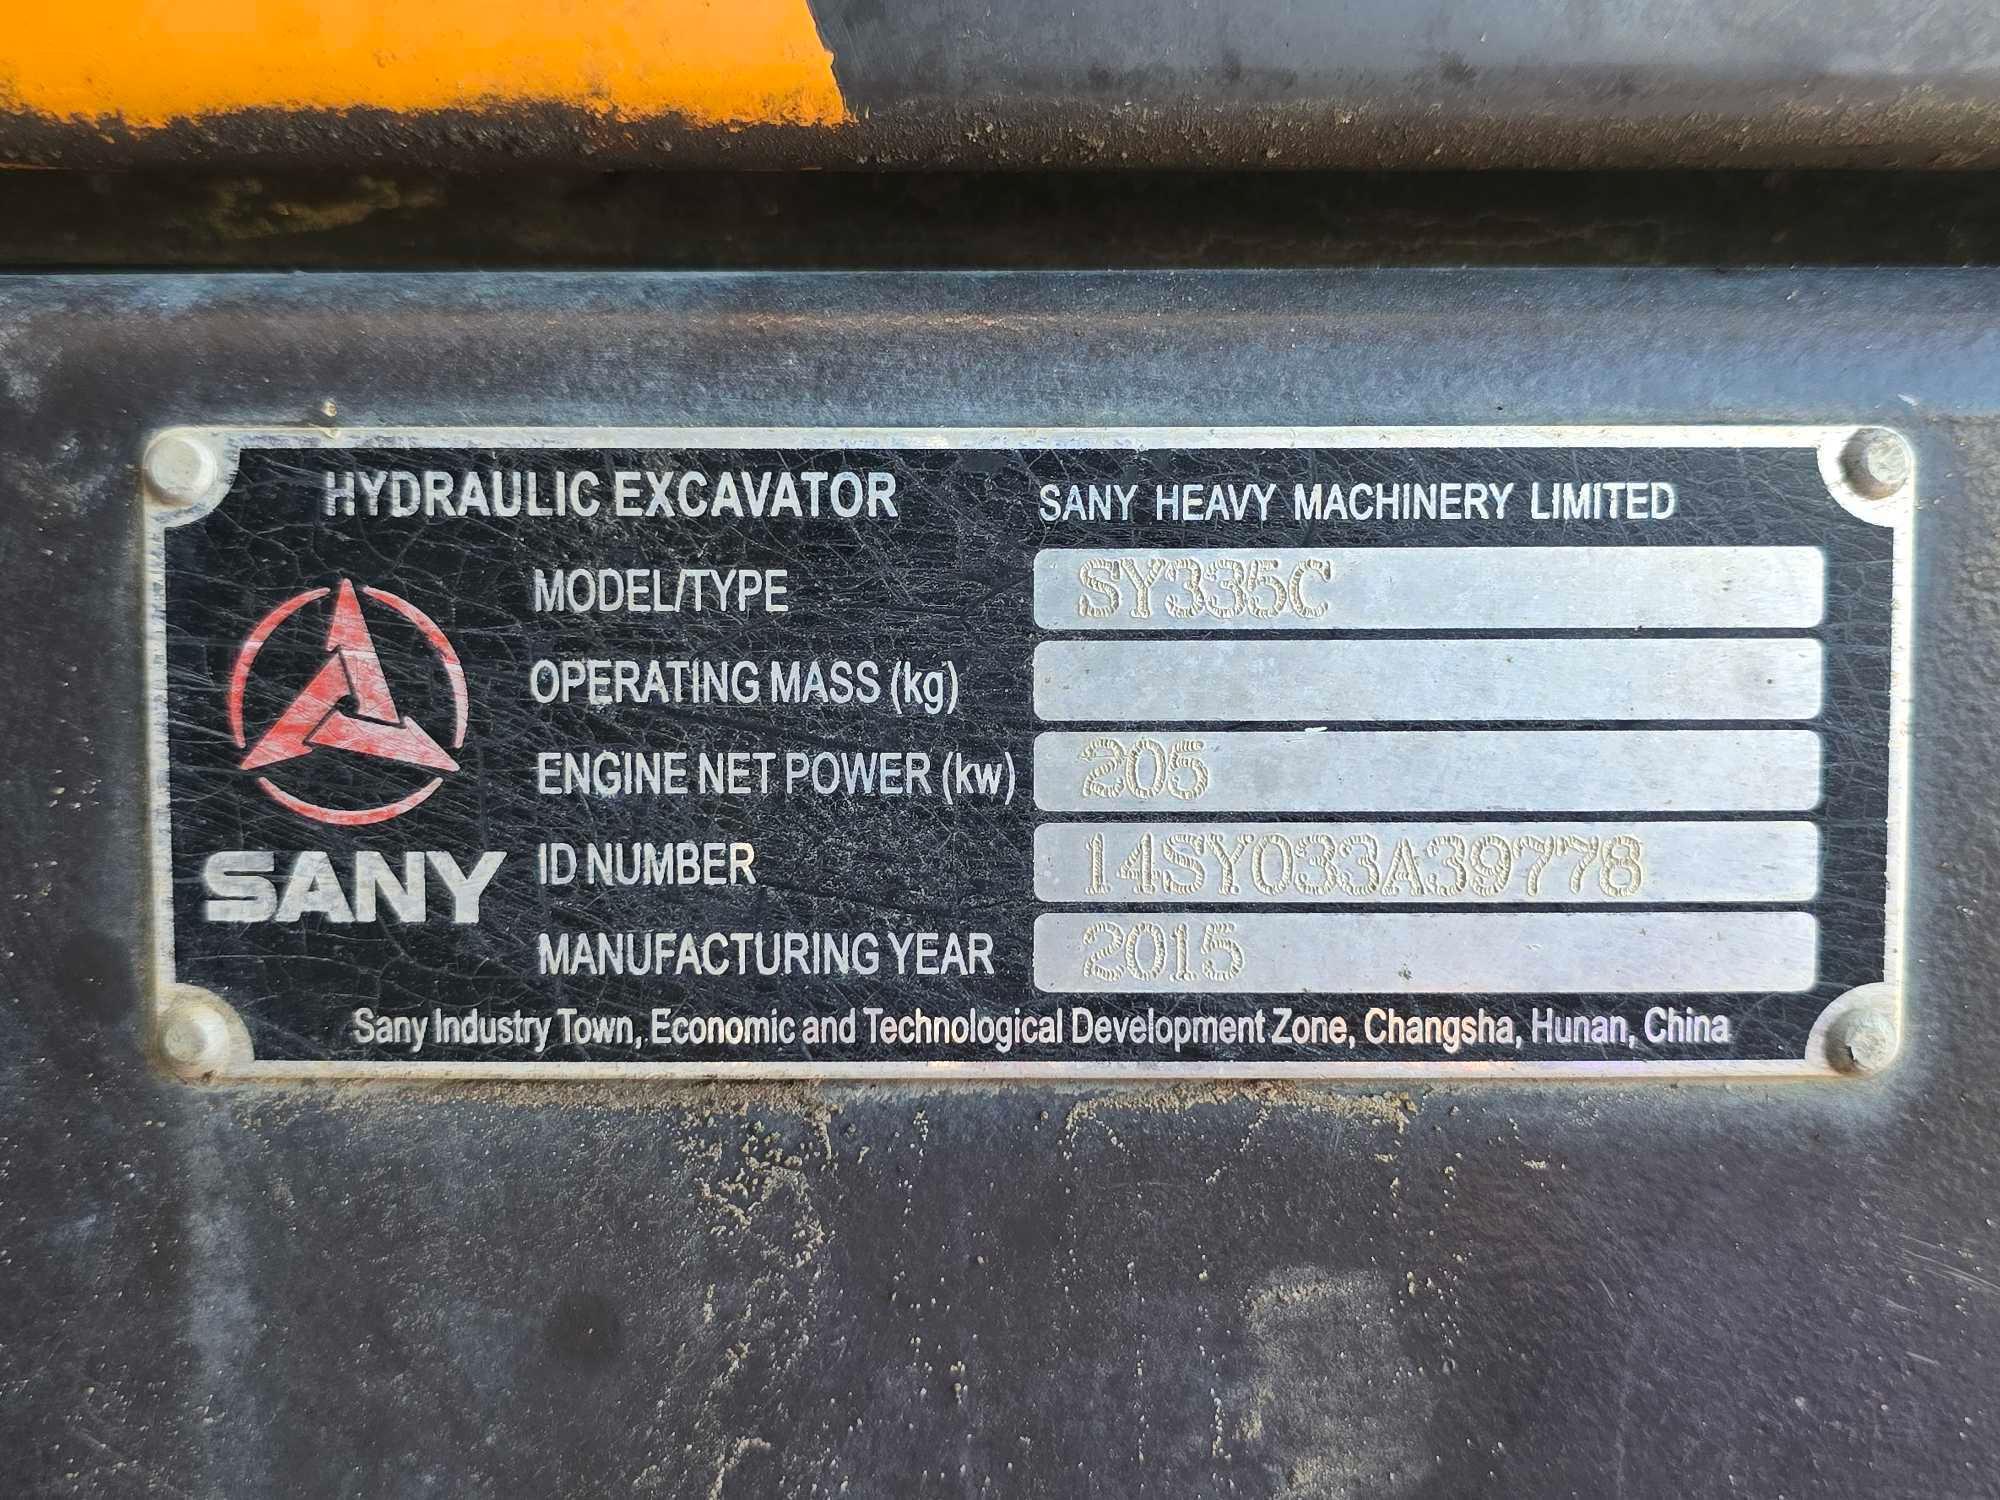 HYDRAULIC EXCAVATOR SANY HEAVY MACHINERY LIMITED
MODEL/TYPE SY335C
OPERATING MASS (kg)
ENGINE NET POWER (kw) 205
ID NUMBER 14SY033A39778
MANUFACTURING YEAR 2015
SANY
Sany Industry Town, Economic and Technological Development Zone, Changsha, Hunan, China